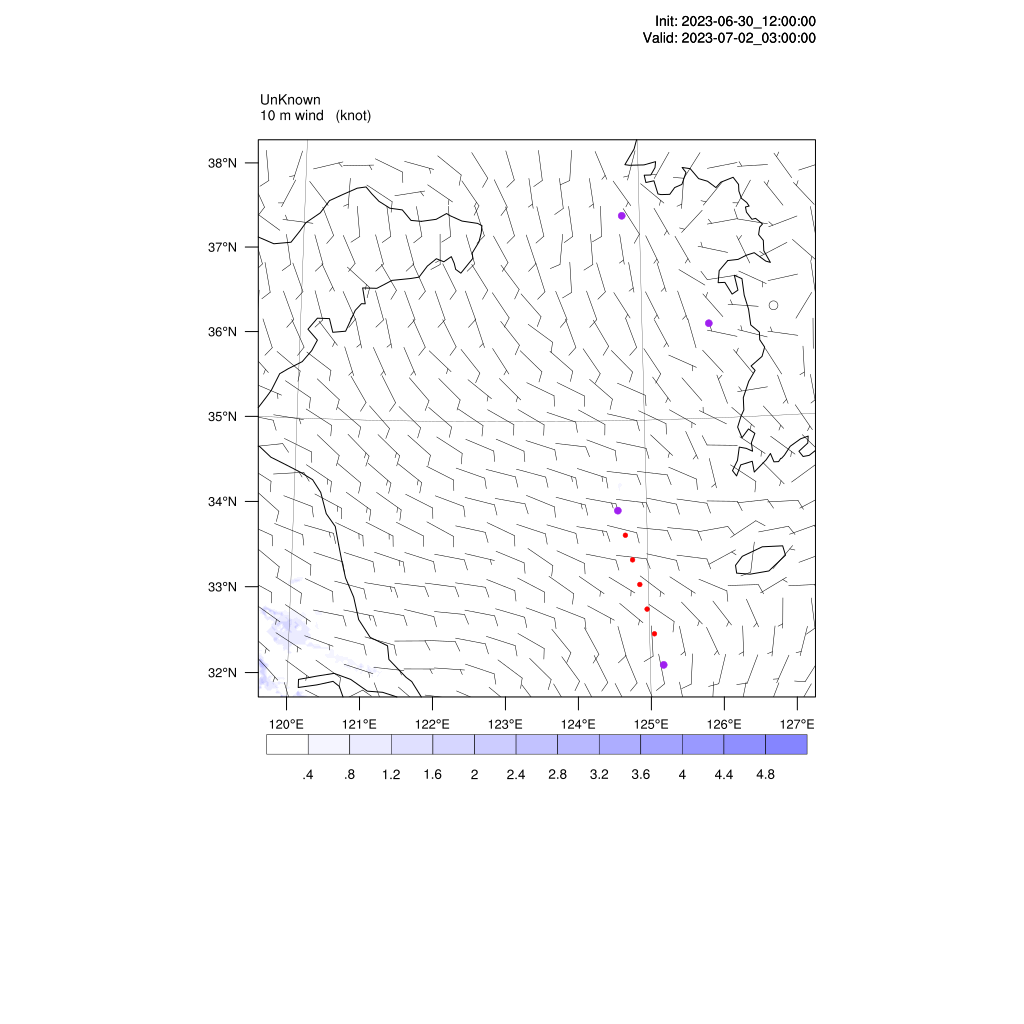 Init: 2023-06-30_12:00:00
Valid: 2023-07-02_03:00:00
UnKnown
10 m wind (knot)
38°N
37°N
36°N
35°N
34°N
33°N
32°N
120°E 121°E 122°E 123°E 124°E 125°E 126°E 127°E
.4 .8 1.2 1.6 2 2.4 2.8 3.2 3.6 4 4.4 4.8